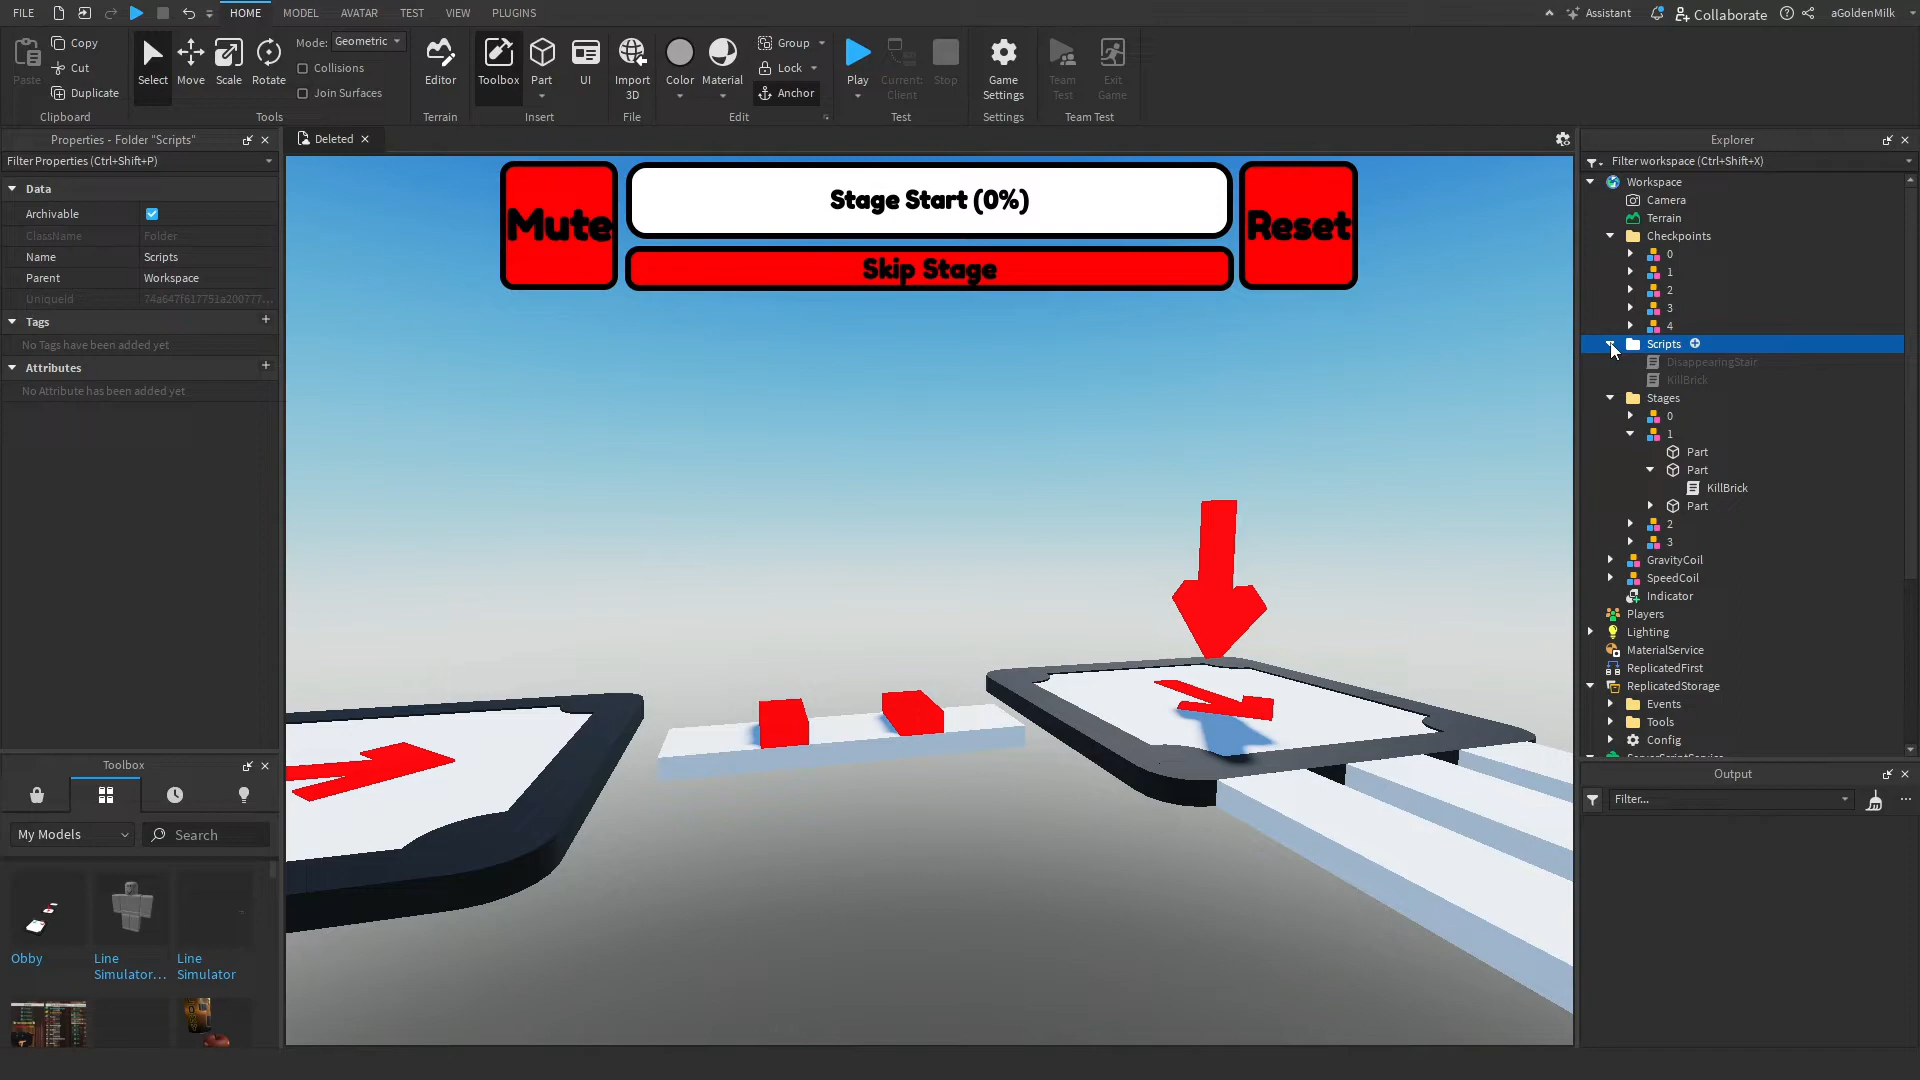 FILE HOME MODEL AVATAR TEST VIEW PLUGINS Assistant Collaborate aGoldenMilk
Paste Copy Cut Duplicate Clipboard
Select Move Scale Rotate Mode: Geometric Collisions Join Surfaces Tools
Editor Terrain
Toolbox Part UI Insert
Import 3D File
Color Material Group Lock Anchor Edit
Play Current: Client Stop Test
Game Settings Settings
Team Test Exit Game Team Test
Properties - Folder "Scripts"
Filter Properties (Ctrl+Shift+P)
Data
Archivable
ClassName Folder
Name Scripts
Parent Workspace
UniqueId 74a647f617751a200777...
Tags
No Tags have been added yet
Attributes
No Attribute has been added yet
Toolbox
My Models Search
Obby
Line Simulator...
Line Simulator
Deleted
Mute
Stage Start (0%)
Skip Stage
Reset
Explorer
Filter workspace (Ctrl+Shift+X)
Workspace
Camera
Terrain
Checkpoints
0
1
2
3
4
Scripts
DisappearingStair
KillBrick
Stages
0
1
Part
Part
KillBrick
Part
2
3
GravityCoil
SpeedCoil
Indicator
Players
Lighting
MaterialService
ReplicatedFirst
ReplicatedStorage
Events
Tools
Config
Output
Filter...